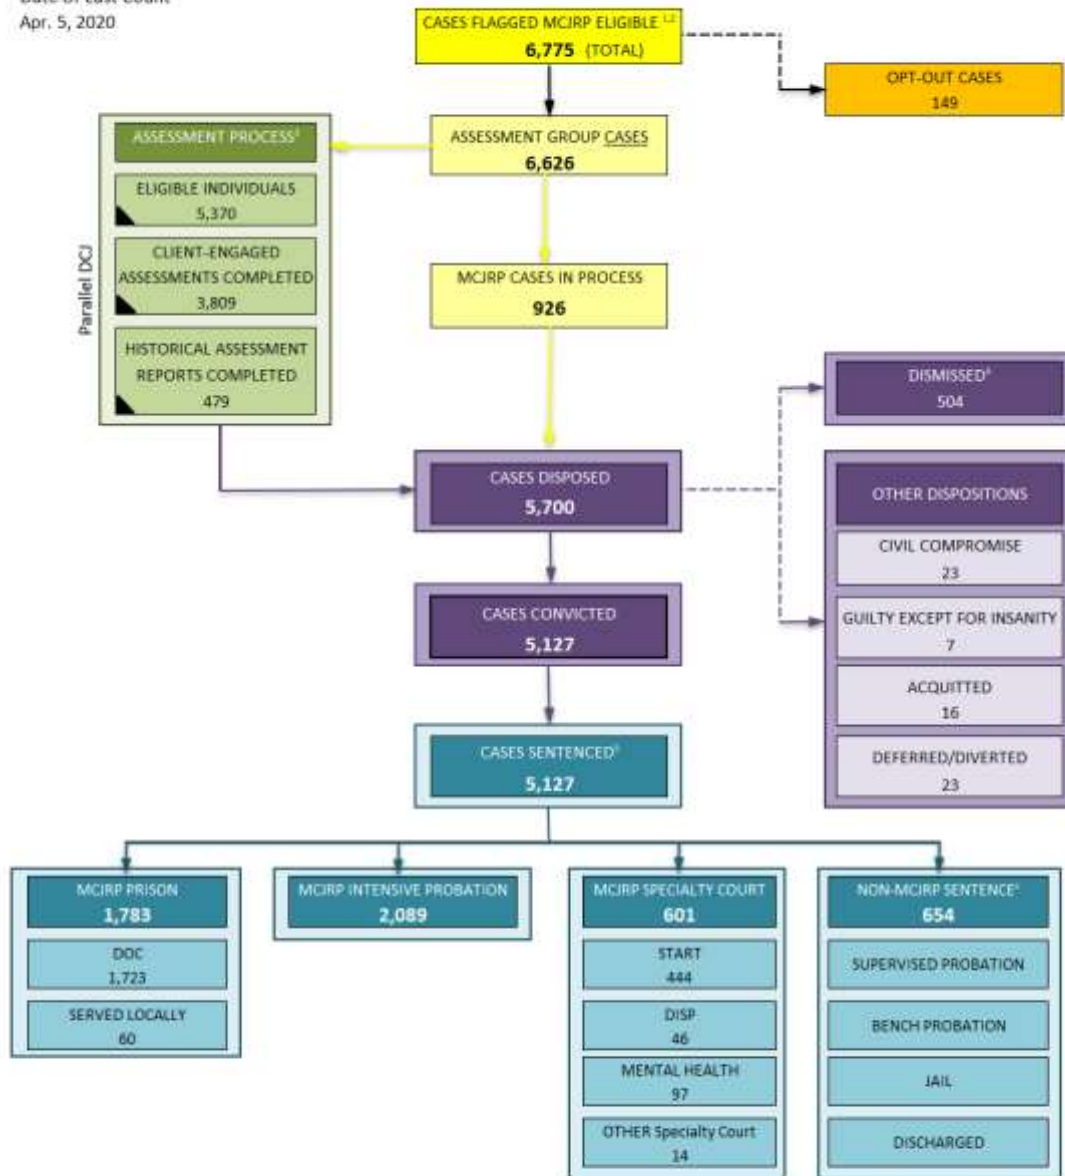 Apr. 5, 2020
CASES FLAGGED MCJRP ELIGIBLE 1,2
6,775 (TOTAL)
OPT-OUT CASES
149
ASSESSMENT GROUP CASES
6,626
Parallel DCJ
ASSESSMENT PROCESS
ELIGIBLE INDIVIDUALS
5,370
CLIENT-ENGAGED
ASSESSMENTS COMPLETED
3,809
HISTORICAL ASSESSMENT
REPORTS COMPLETED
479
MCJRP CASES IN PROCESS
926
DISMISSED
504
CASES DISPOSED
5,700
OTHER DISPOSITIONS
CIVIL COMPROMISE
23
GUILTY EXCEPT FOR INSANITY
7
ACQUITTED
16
DEFERRED/DIVERTED
23
CASES CONVICTED
5,127
CASES SENTENCED
5,127
MCJRP PRISON
1,783
DOC
1,723
SERVED LOCALLY
60
MCJRP INTENSIVE PROBATION
2,089
MCJRP SPECIALTY COURT
601
START
444
DISP
46
MENTAL HEALTH
97
OTHER Specialty Court
14
NON-MCJRP SENTENCE
654
SUPERVISED PROBATION
BENCH PROBATION
JAIL
DISCHARGED